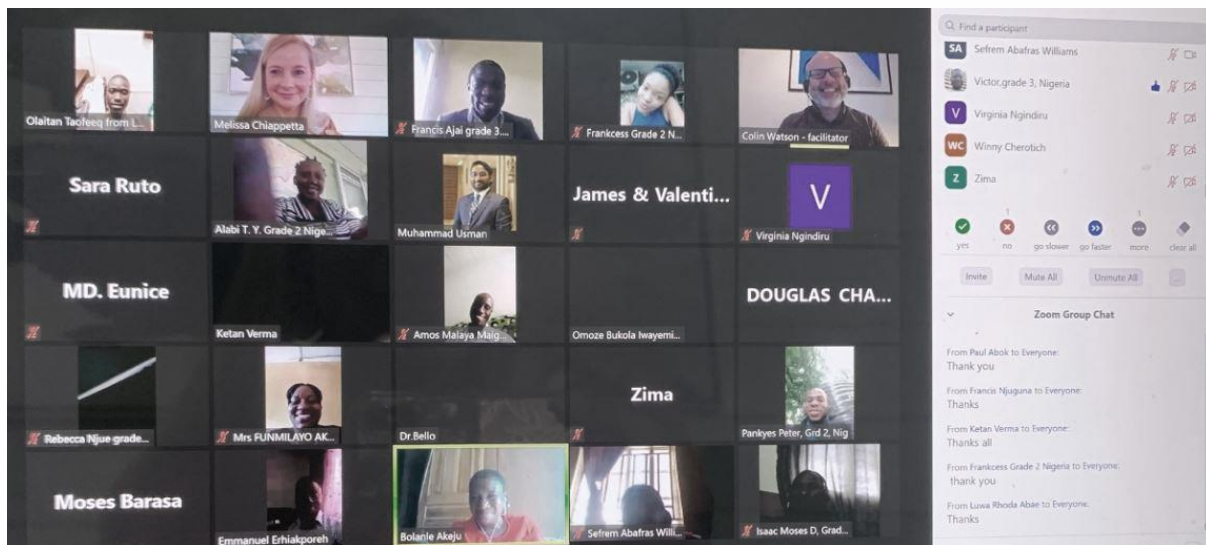 Olaitan Taofeeq from L...
Melissa Chiappetta
Francis Ajai grade 3....
Frankcess Grade 2 N...
Colin Watson - facilitator
Sara Ruto
Alabi T. Y. Grade 2 Nige...
Muhammad Usman
James & Valenti...
V
Virginia Ngindiru
MD. Eunice
Ketan Verma
Amos Malaya Maig...
Omoze Bukola Iwayemi...
DOUGLAS CHA...
Rebecca Njue grade...
Mrs FUNMILAYO AK...
Dr.Bello
Zima
Pankyes Peter, Grd 2, Nig
Moses Barasa
Emmanuel Erhiakporeh
Bolanle Akeju
Sefrem Abafras Willi...
Isaac Moses D, Grad...
Find a participant
SA Sefrem Abafras Williams
Victor,grade 3, Nigeria
V Virginia Ngindiru
WC Winny Cherotich
Z Zima
1 1
yes no go slower go faster more clear all
Invite Mute All Unmute All
Zoom Group Chat
From Paul Abok to Everyone:
Thank you
From Francis Njuguna to Everyone:
Thanks
From Ketan Verma to Everyone:
Thanks all
From Frankcess Grade 2 Nigeria to Everyone:
thank you
From Luwa Rhoda Abae to Everyone:
Thanks